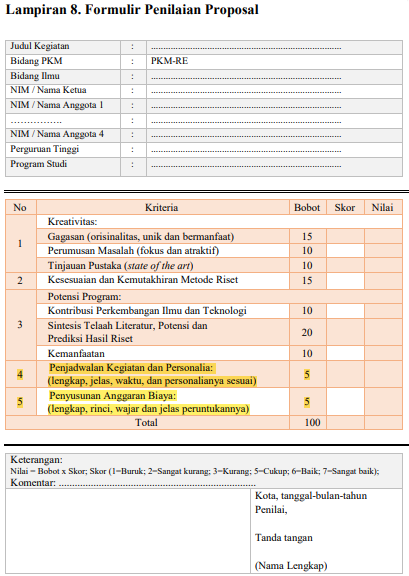 Lampiran 8. Formulir Penilaian Proposal
Judul Kegiatan : ................................................................................
Bidang PKM : PKM-RE
Bidang Ilmu : ................................................................................
NIM / Nama Ketua : ................................................................................
NIM / Nama Anggota 1 : ................................................................................
................ : ................................................................................
NIM / Nama Anggota 4 : ................................................................................
Perguruan Tinggi : ................................................................................
Program Studi : ................................................................................
No Kriteria Bobot Skor Nilai
1
Kreativitas:
Gagasan (orisinalitas, unik dan bermanfaat) 15
Perumusan Masalah (fokus dan atraktif) 10
Tinjauan Pustaka (state of the art) 10
2 Kesesuaian dan Kemutakhiran Metode Riset 15
3
Potensi Program:
Kontribusi Perkembangan Ilmu dan Teknologi 10
Sintesis Telaah Literatur, Potensi dan
Prediksi Hasil Riset 20
Kemanfaatan 10
4 Penjadwalan Kegiatan dan Personalia:
(lengkap, jelas, waktu, dan personalianya sesuai) 5
5 Penyusunan Anggaran Biaya:
(lengkap, rinci, wajar dan jelas peruntukannya) 5
Total 100
Keterangan:
Nilai = Bobot x Skor; Skor (1=Buruk; 2=Sangat kurang; 3=Kurang; 5=Cukup; 6=Baik; 7=Sangat baik);
Komentar: ................................................................................
Kota, tanggal-bulan-tahun
Penilai,
Tanda tangan
(Nama Lengkap)